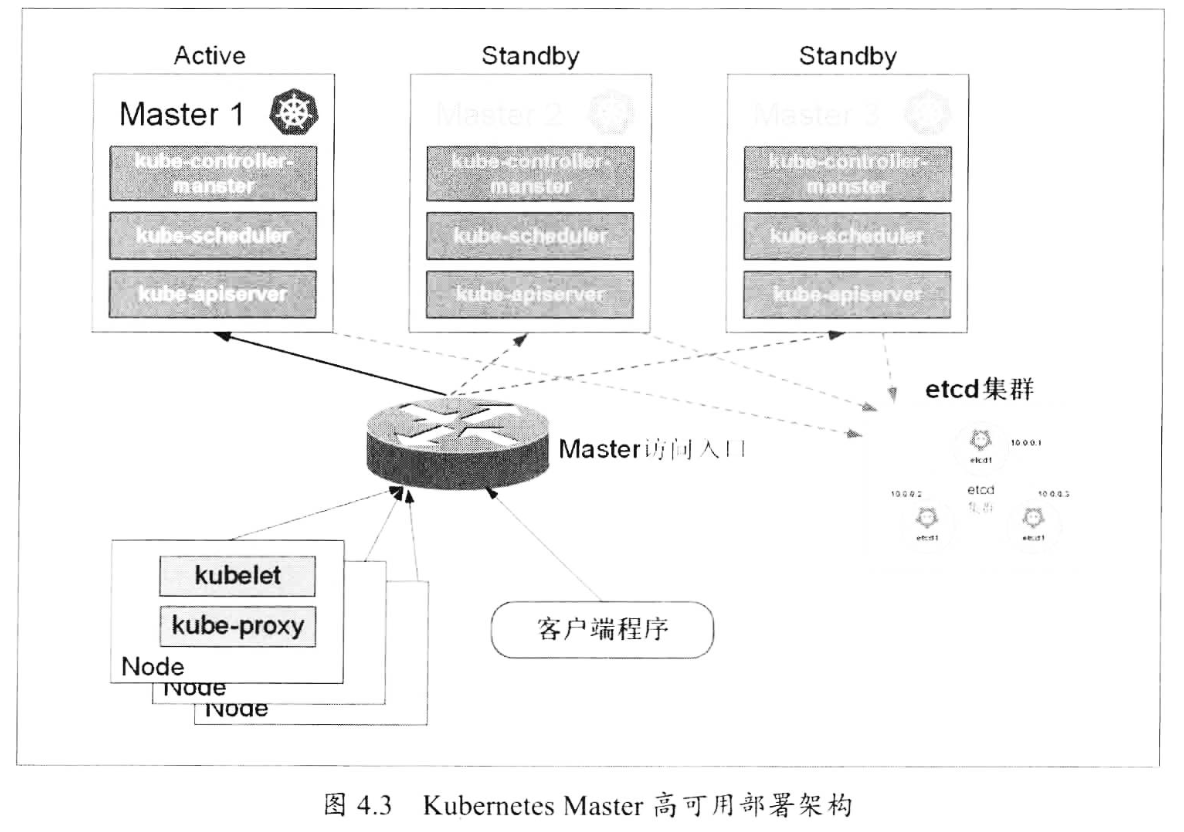 Active
Standby
Standby
Master 1
Master 2
Master 3
kube-controller-
manster
kube-scheduler
kube-apiserver
kube-controller-
manster
kube-scheduler
kube-apiserver
kube-controller-
manster
kube-scheduler
kube-apiserver
etcd集群
Master访问入口
10.0.0.1
etcd1
etcd
集群
10.0.0.2
10.0.0.3
etcd1
etcd1
kubelet
kube-proxy
Node
Node
Node
客户端程序
图 4.3 Kubernetes Master 高可用部署架构